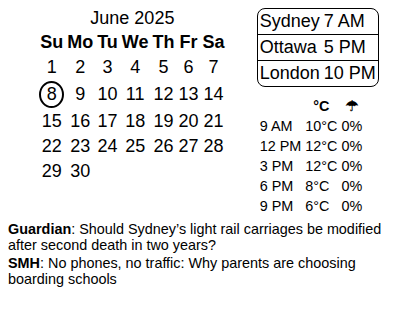 June 2025
Su Mo Tu We Th Fr Sa
1 2 3 4 5 6 7
8 9 10 11 12 13 14
15 16 17 18 19 20 21
22 23 24 25 26 27 28
29 30
Sydney 7 AM
Ottawa 5 PM
London 10 PM
°C ☂
9 AM 10°C 0%
12 PM 12°C 0%
3 PM 12°C 0%
6 PM 8°C 0%
9 PM 6°C 0%
Guardian: Should Sydney’s light rail carriages be modified
after second death in two years?
SMH: No phones, no traffic: Why parents are choosing
boarding schools